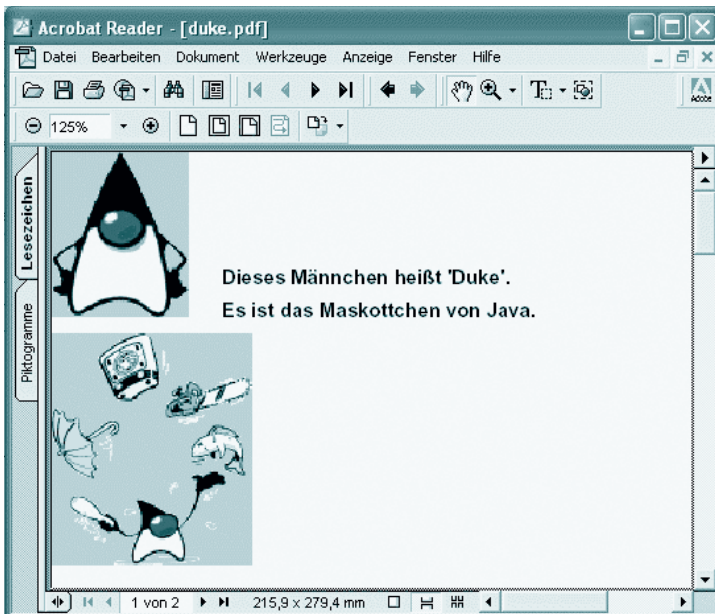 Acrobat Reader - [duke.pdf]
Datei Bearbeiten Dokument Werkzeuge Anzeige Fenster Hilfe
Adobe
125%
Lesezeichen
Piktogramme
Dieses Männchen heißt 'Duke'.
Es ist das Maskottchen von Java.
1 von 2 215,9 x 279,4 mm